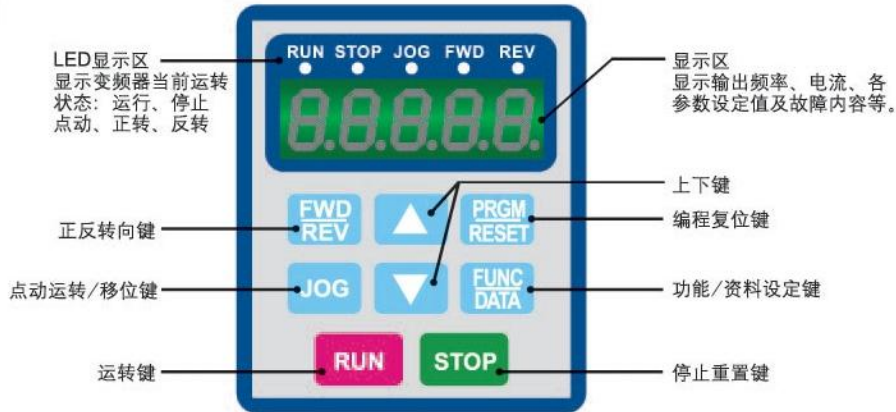 LED显示区
显示变频器当前运转
状态：运行、停止
点动、正转、反转
RUN STOP JOG FWD REV
8.8.8.8.8.
显示区
显示输出频率、电流、各
参数设定值及故障内容等。
正反转向键
FWD
REV
▲
PRGM
RESET
上下键
编程复位键
点动运转/移位键
JOG
▼
FUNC
DATA
功能/资料设定键
运转键
RUN
STOP
停止重置键